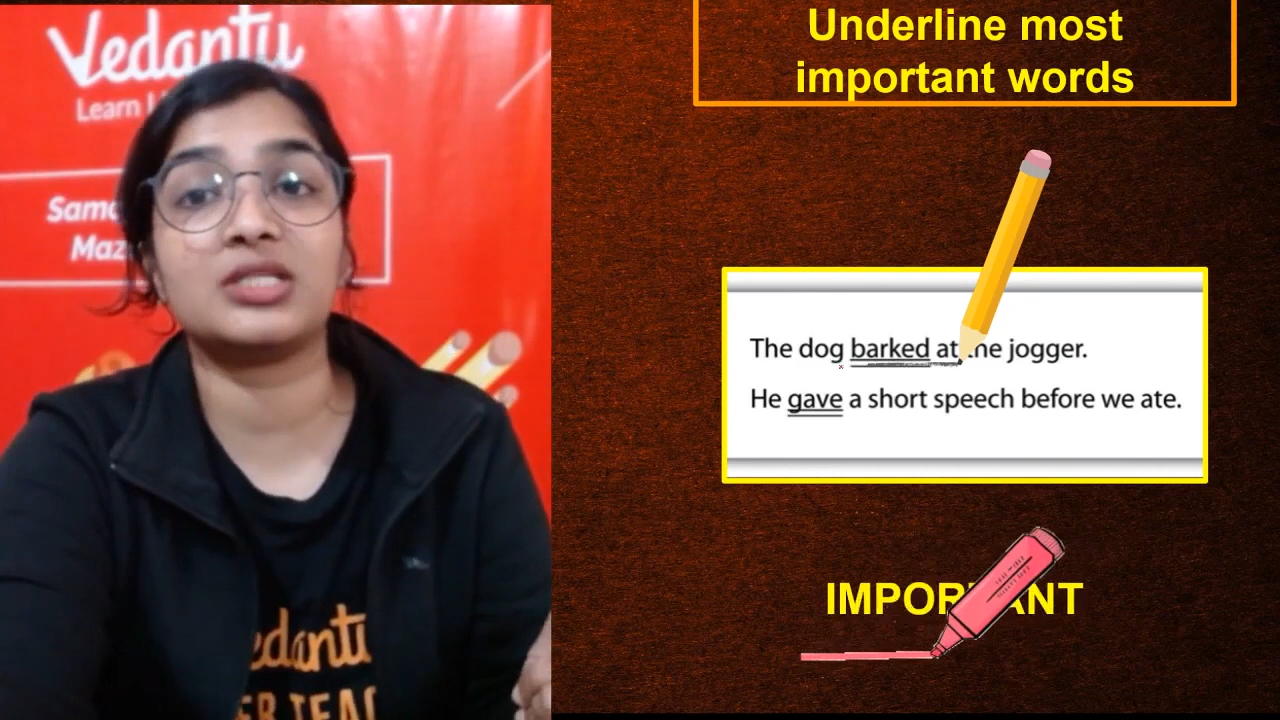 Vedantu
Learn
Underline most
important words
The dog barked at the jogger.
He gave a short speech before we ate.
IMPORTANT